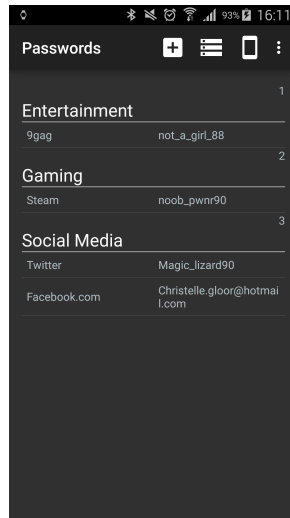 93% 16:11
Passwords
1
Entertainment
9gag not_a_girl_88
2
Gaming
Steam noob_pwnr90
3
Social Media
Twitter Magic_lizard90
Facebook.com Christelle.gloor@hotmai
l.com